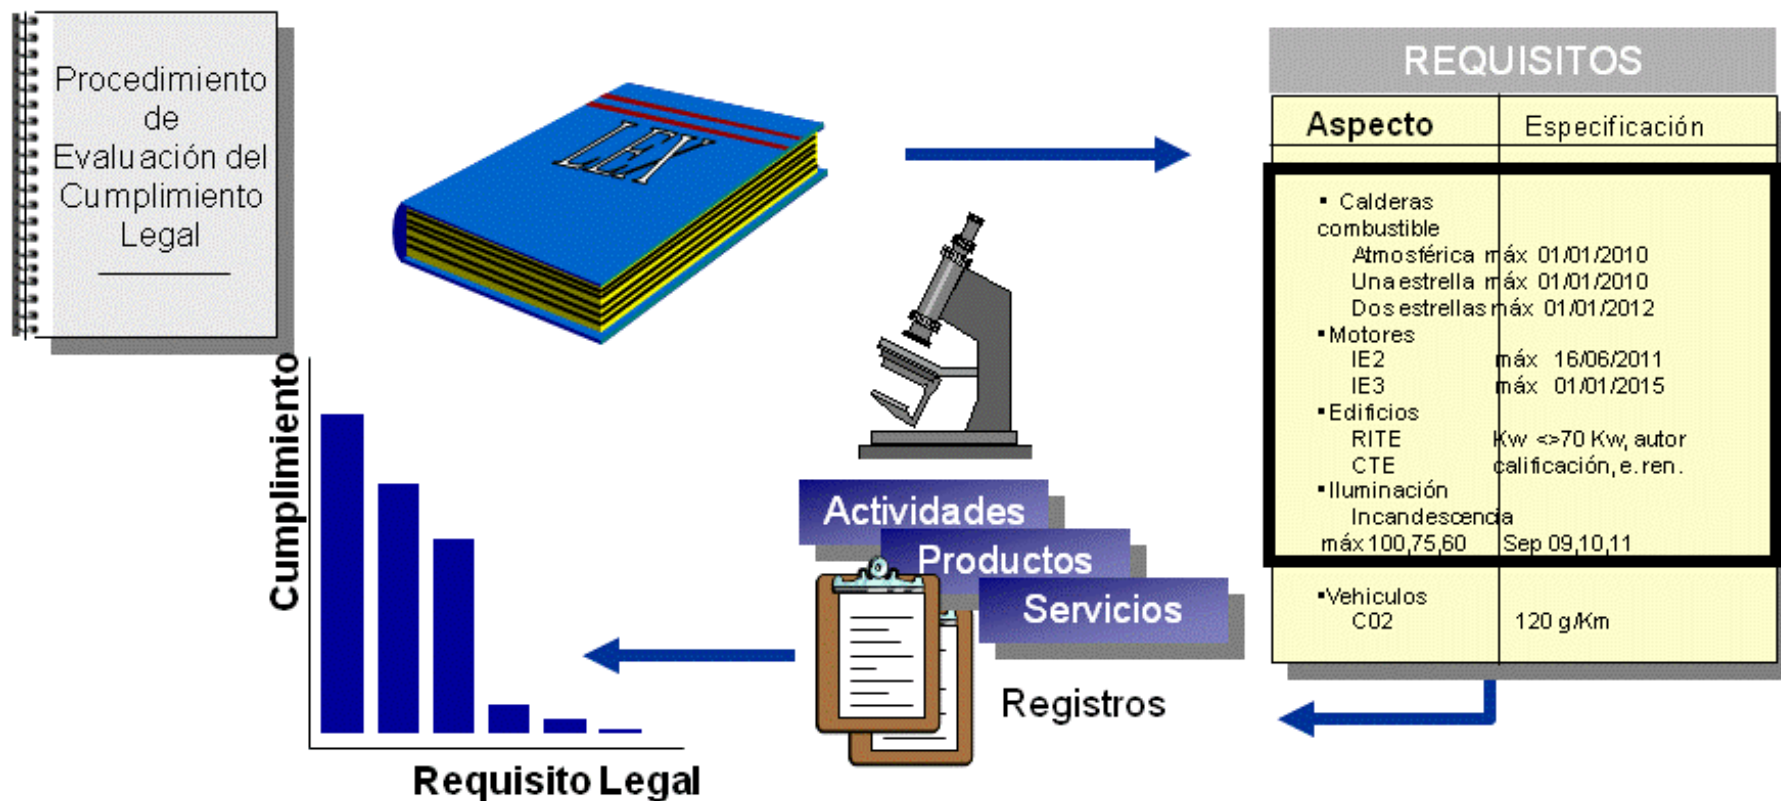 Procedimiento
de
Evaluación del
Cumplimiento
Legal
LEX
REQUISITOS
Aspecto Especificación
▪ Calderas
combustible
Atmosférica máx 01/01/2010
Una estrella máx 01/01/2010
Dos estrellas máx 01/01/2012
▪Motores
IE2 máx 16/06/2011
IE3 máx 01/01/2015
▪Edificios
RITE Kw <>70 Kw, autor
CTE calificación, e. ren.
▪Iluminación
Incandescencia
máx 100,75,60 Sep 09,10,11
▪Vehiculos
C02 120 g/Km
Actividades
Productos
Servicios
Registros
Cumplimiento
Requisito Legal